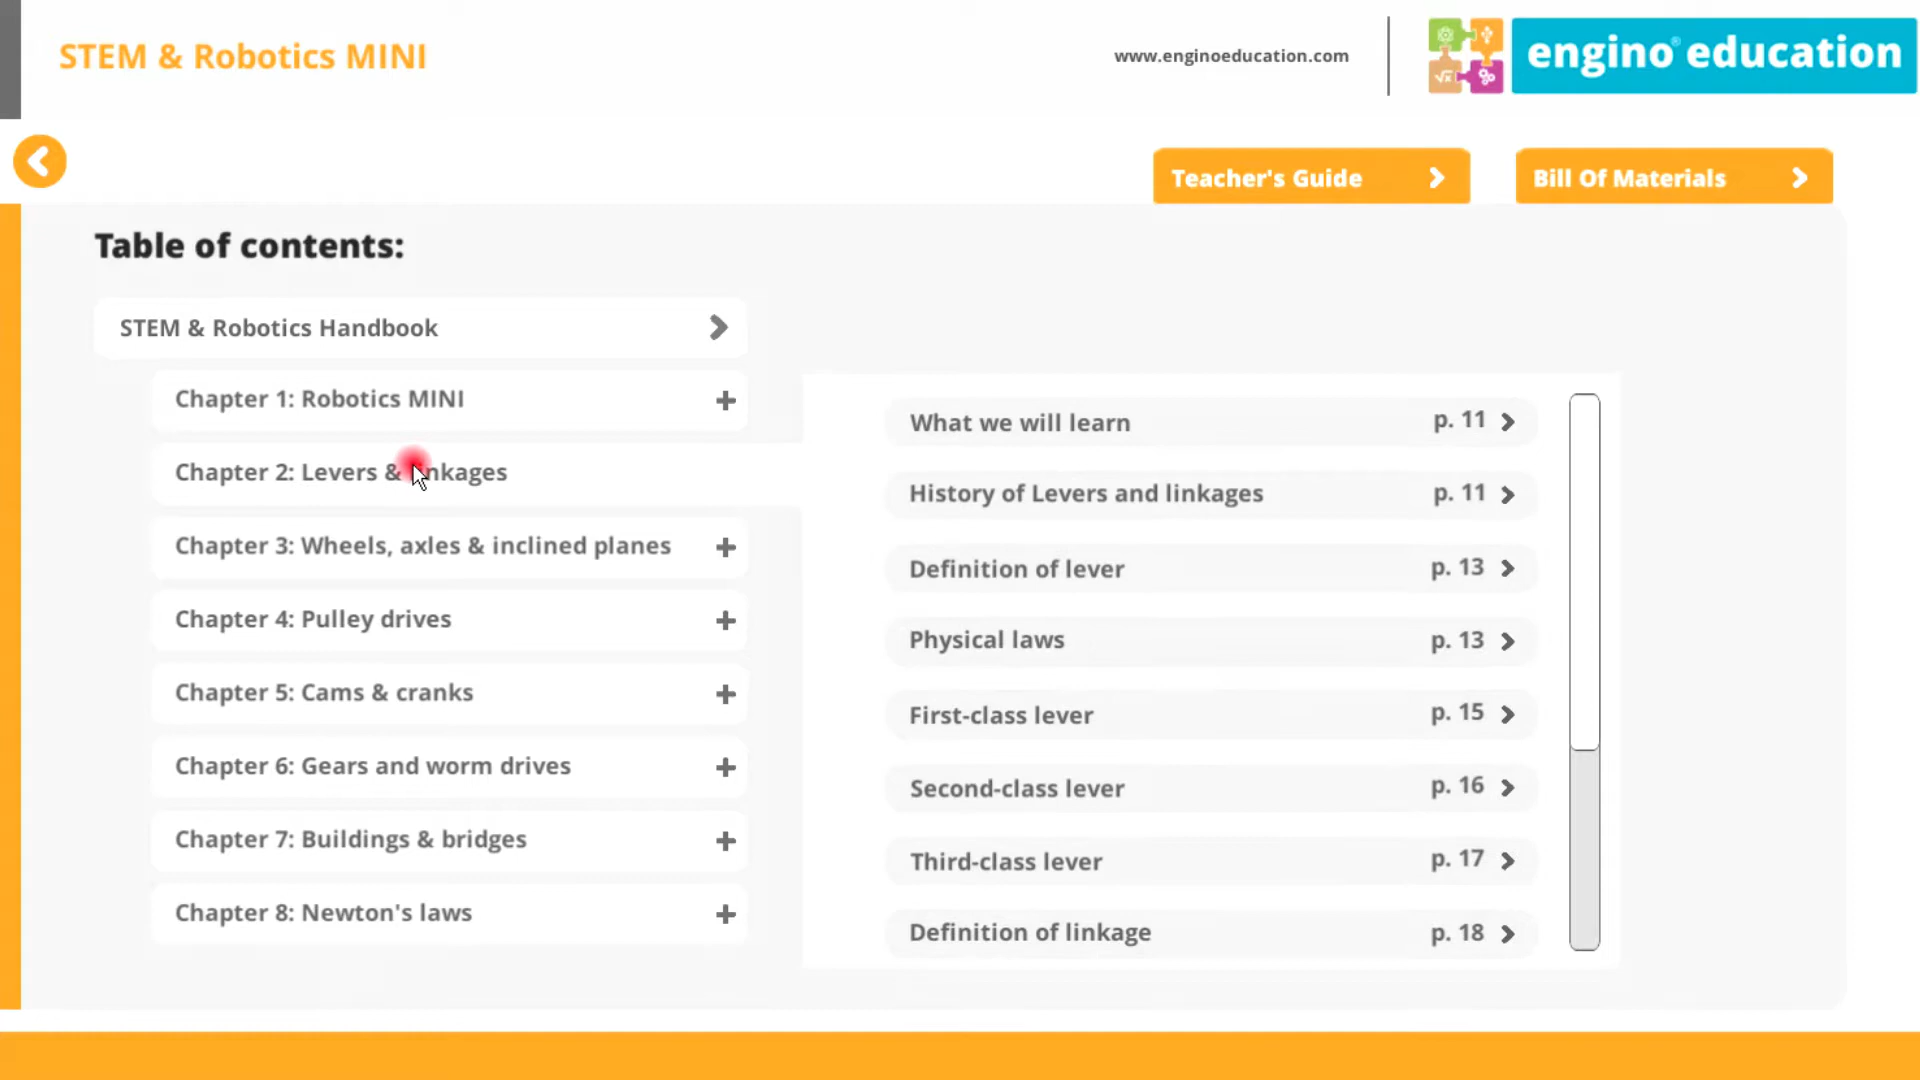 STEM & Robotics MINI
www.enginoeducation.com
engino® education
Teacher's Guide
Bill Of Materials
Table of contents:
STEM & Robotics Handbook
Chapter 1: Robotics MINI
Chapter 2: Levers & linkages
Chapter 3: Wheels, axles & inclined planes
Chapter 4: Pulley drives
Chapter 5: Cams & cranks
Chapter 6: Gears and worm drives
Chapter 7: Buildings & bridges
Chapter 8: Newton's laws
What we will learn p. 11
History of Levers and linkages p. 11
Definition of lever p. 13
Physical laws p. 13
First-class lever p. 15
Second-class lever p. 16
Third-class lever p. 17
Definition of linkage p. 18